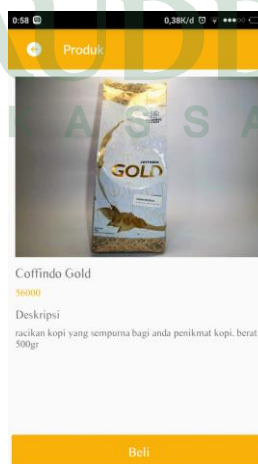 0:58 0,38K/d
Produk
GOLD
Coffindo Gold
56000
Deskripsi
racikan kopi yang sempurna bagi anda penikmat kopi. berat
500gr
Beli